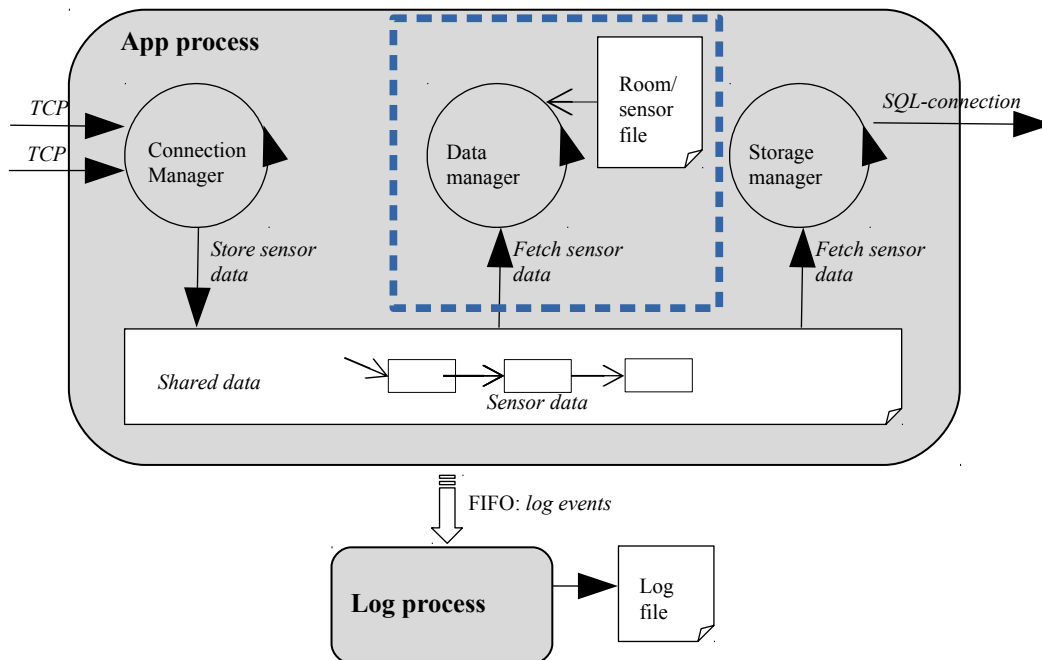 App process
TCP
TCP
Connection
Manager
Data
manager
Room/
sensor
file
Storage
manager
SQL-connection
Store sensor
data
Fetch sensor
data
Fetch sensor
data
Shared data
Sensor data
FIFO: log events
Log process
Log
file